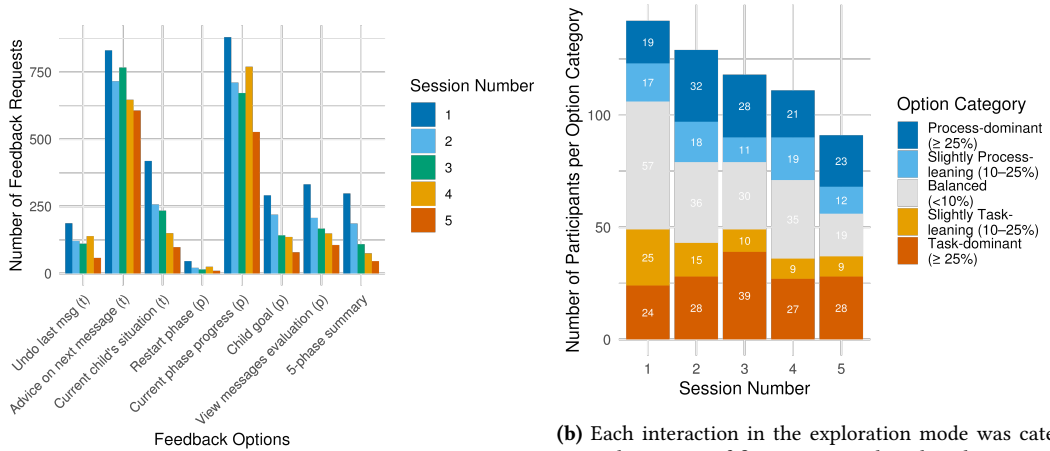 Number of Feedback Requests
750
500
250
0
Undo last msg (t)
Advice on next message (t)
Current child's situation (t)
Restart phase (p)
Current phase progress (p)
Child goal (p)
View messages evaluation (p)
5-phase summary
Feedback Options
Session Number
1
2
3
4
5
Number of Participants per Option Category
100
50
0
19
17
57
25
24
32
18
36
15
28
28
11
30
10
39
21
19
35
9
27
23
12
19
9
28
1
2
3
4
5
Session Number
Option Category
Process-dominant
(≥ 25%)
Slightly Process-
leaning (10–25%)
Balanced
(<10%)
Slightly Task-
leaning (10–25%)
Task-dominant
(≥ 25%)
(b) Each interaction in the exploration mode was cate